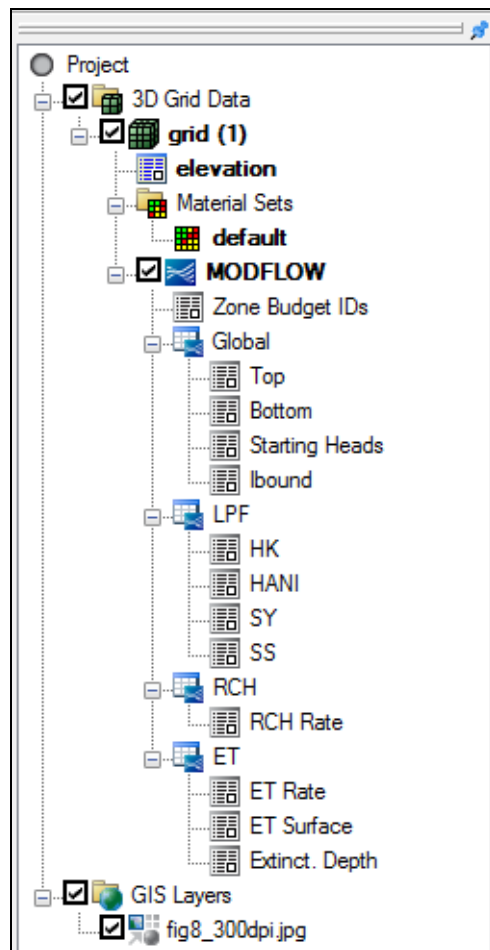 Project
3D Grid Data
grid (1)
elevation
Material Sets
default
MODFLOW
Zone Budget IDs
Global
Top
Bottom
Starting Heads
Ibound
LPF
HK
HANI
SY
SS
RCH
RCH Rate
ET
ET Rate
ET Surface
Extinct. Depth
GIS Layers
fig8_300dpi.jpg